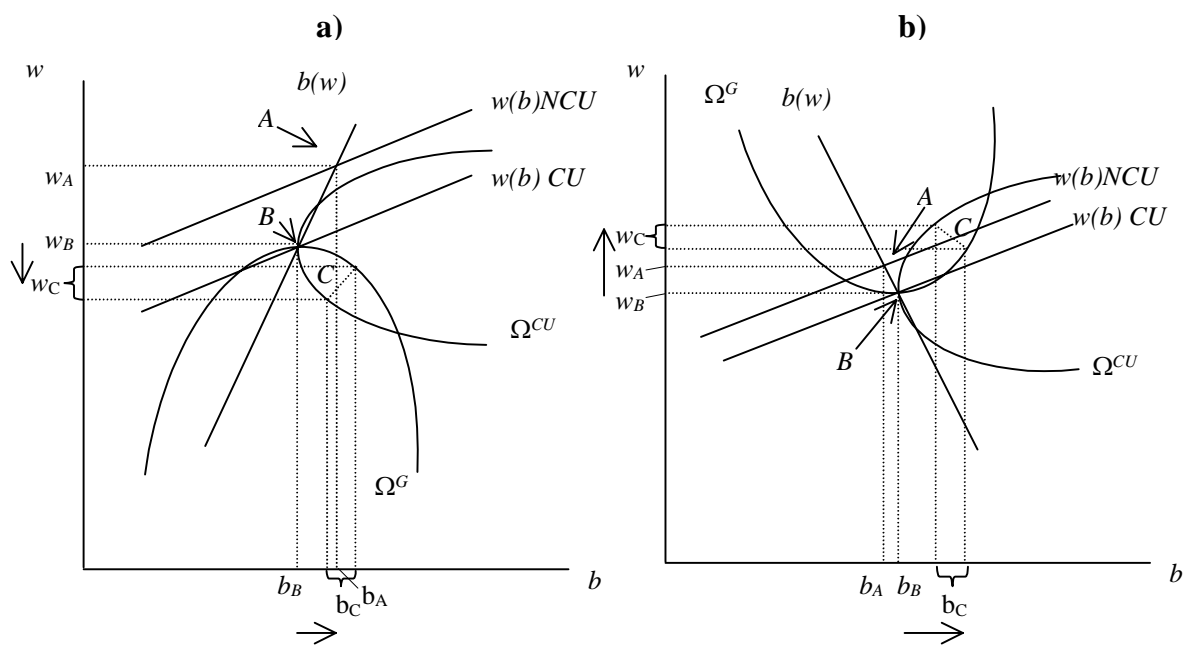 a)
w
b(w)
w(b)NCU
A
w(b) CU
w_A
B
w_B
C
w_C
Ω^CU
Ω^G
b_B
b_C
b_A
b
b)
w
Ω^G
b(w)
w(b)NCU
A
w(b) CU
w_C
C
w_A
w_B
B
Ω^CU
b_A
b_B
b_C
b